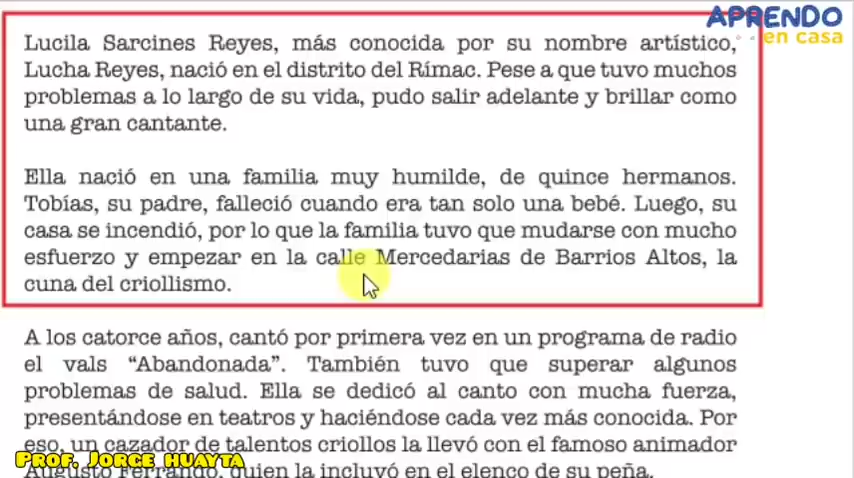 APRENDO
en casa
Lucila Sarcines Reyes, más conocida por su nombre artístico,
Lucha Reyes, nació en el distrito del Rímac. Pese a que tuvo muchos
problemas a lo largo de su vida, pudo salir adelante y brillar como
una gran cantante.
Ella nació en una familia muy humilde, de quince hermanos.
Tobías, su padre, falleció cuando era tan solo una bebé. Luego, su
casa se incendió, por lo que la familia tuvo que mudarse con mucho
esfuerzo y empezar en la calle Mercedarias de Barrios Altos, la
cuna del criollismo.
A los catorce años, cantó por primera vez en un programa de radio
el vals “Abandonada”. También tuvo que superar algunos
problemas de salud. Ella se dedicó al canto con mucha fuerza,
presentándose en teatros y haciéndose cada vez más conocida. Por
eso, un cazador de talentos criollos la llevó con el famoso animador
Augusto Ferrando, quien la incluyó en el elenco de su peña.
Prof. Jorge huayta